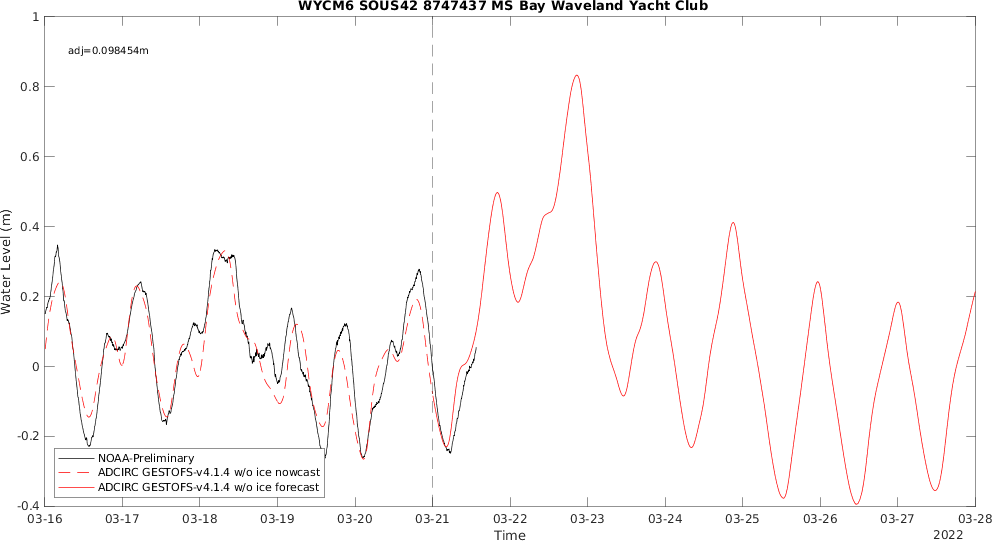 WYCM6 SOUS42 8747437 MS Bay Waveland Yacht Club
adj=0.098454m
Water Level (m)
1
0.8
0.6
0.4
0.2
0
-0.2
-0.4
NOAA-Preliminary
ADCIRC GESTOFS-v4.1.4 w/o ice nowcast
ADCIRC GESTOFS-v4.1.4 w/o ice forecast
03-16 03-17 03-18 03-19 03-20 03-21 03-22 03-23 03-24 03-25 03-26 03-27 03-28
Time
2022